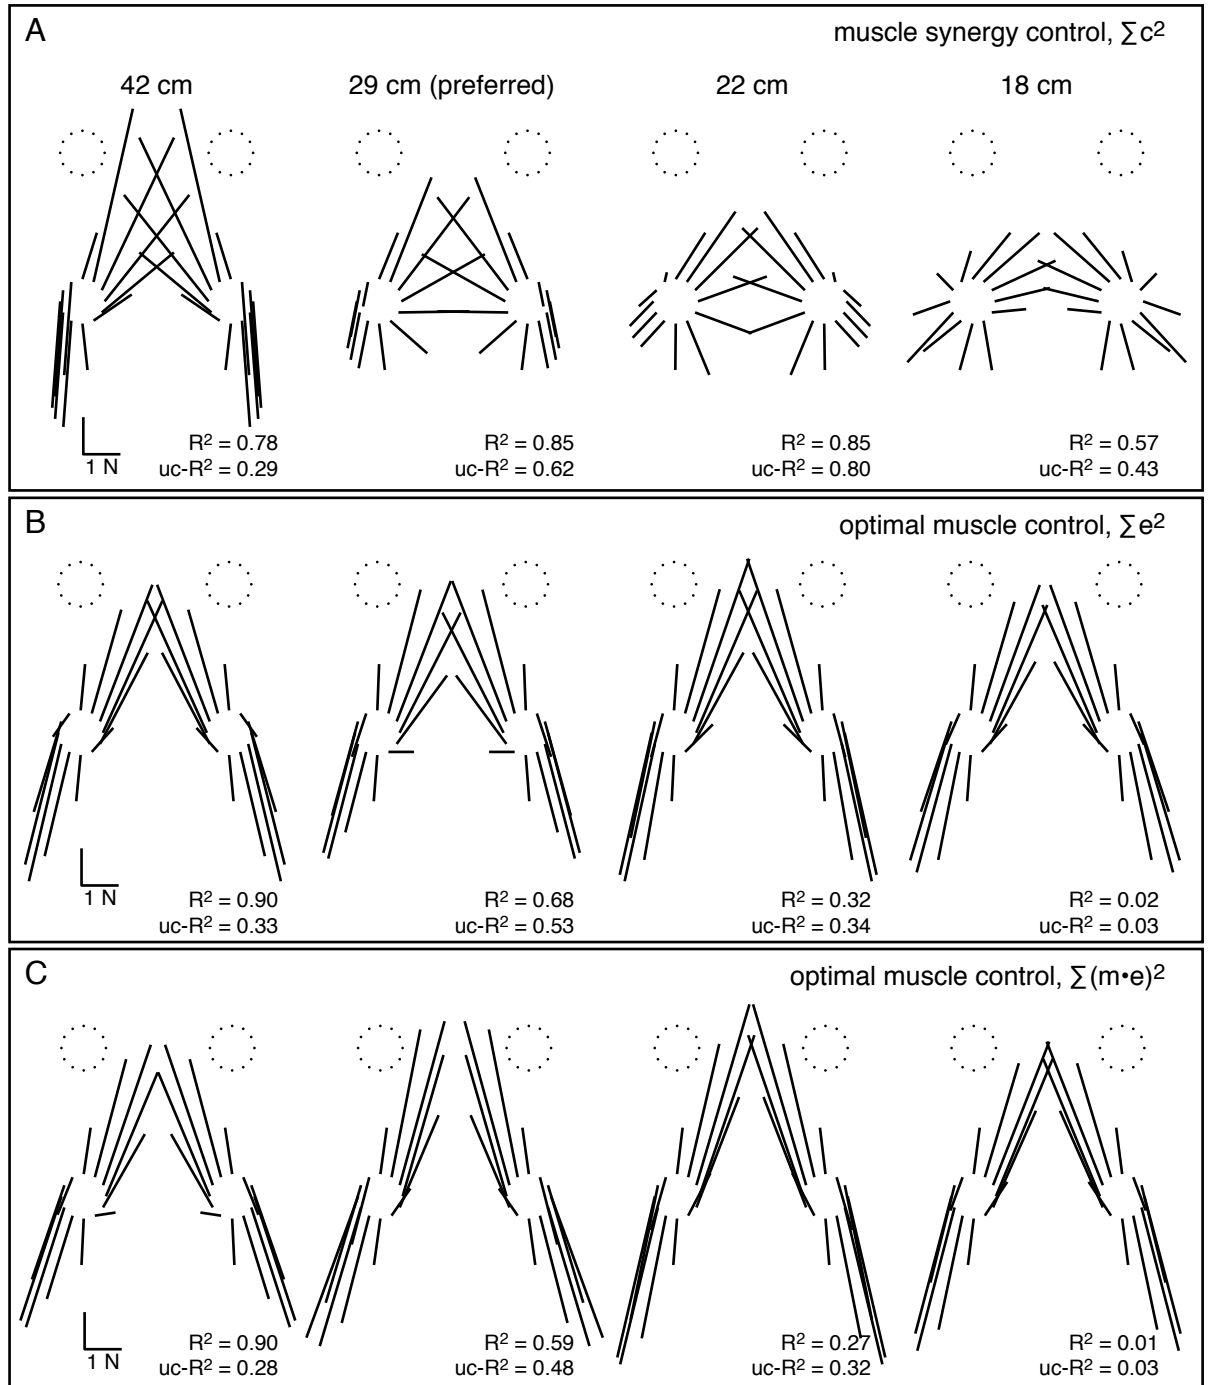 A
muscle synergy control, ∑c²
42 cm
29 cm (preferred)
22 cm
18 cm
1 N
R² = 0.78
uc-R² = 0.29
R² = 0.85
uc-R² = 0.62
R² = 0.85
uc-R² = 0.80
R² = 0.57
uc-R² = 0.43
B
optimal muscle control, ∑e²
1 N
R² = 0.90
uc-R² = 0.33
R² = 0.68
uc-R² = 0.53
R² = 0.32
uc-R² = 0.34
R² = 0.02
uc-R² = 0.03
C
optimal muscle control, ∑(m•e)²
1 N
R² = 0.90
uc-R² = 0.28
R² = 0.59
uc-R² = 0.48
R² = 0.27
uc-R² = 0.32
R² = 0.01
uc-R² = 0.03